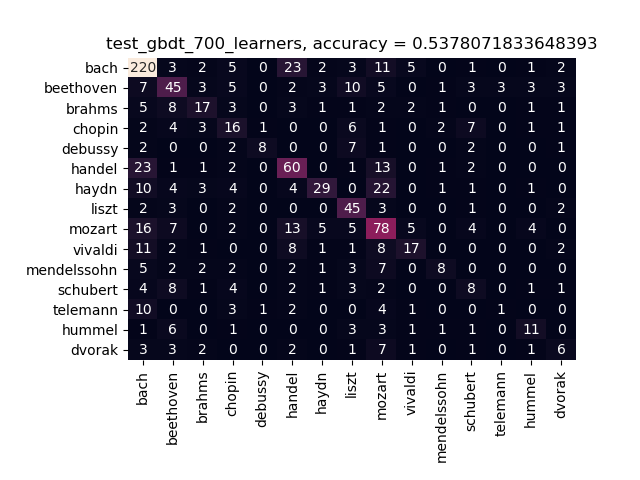 test_gbdt_700_learners, accuracy = 0.5378071833648393
bach 220 3 2 5 0 23 2 3 11 5 0 1 0 1 2
beethoven 7 45 3 5 0 2 3 10 5 0 1 3 3 3 3
brahms 5 8 17 3 0 3 1 1 2 2 1 0 0 1 1
chopin 2 4 3 16 1 0 0 6 1 0 2 7 0 1 1
debussy 2 0 0 2 8 0 0 7 1 0 0 2 0 0 1
handel 23 1 1 2 0 60 0 1 13 0 1 2 0 0 0
haydn 10 4 3 4 0 4 29 0 22 0 1 1 0 1 0
liszt 2 3 0 2 0 0 0 45 3 0 0 1 0 0 2
mozart 16 7 0 2 0 13 5 5 78 5 0 4 0 4 0
vivaldi 11 2 1 0 0 8 1 1 8 17 0 0 0 0 2
mendelssohn 5 2 2 2 0 2 1 3 7 0 8 0 0 0 0
schubert 4 8 1 4 0 2 1 3 2 0 0 8 0 1 1
telemann 10 0 0 3 1 2 0 0 4 1 0 0 1 0 0
hummel 1 6 0 1 0 0 0 3 3 1 1 1 0 11 0
dvorak 3 3 2 0 0 2 0 1 7 1 0 1 0 1 6
bach beethoven brahms chopin debussy handel haydn liszt mozart vivaldi mendelssohn schubert telemann hummel dvorak